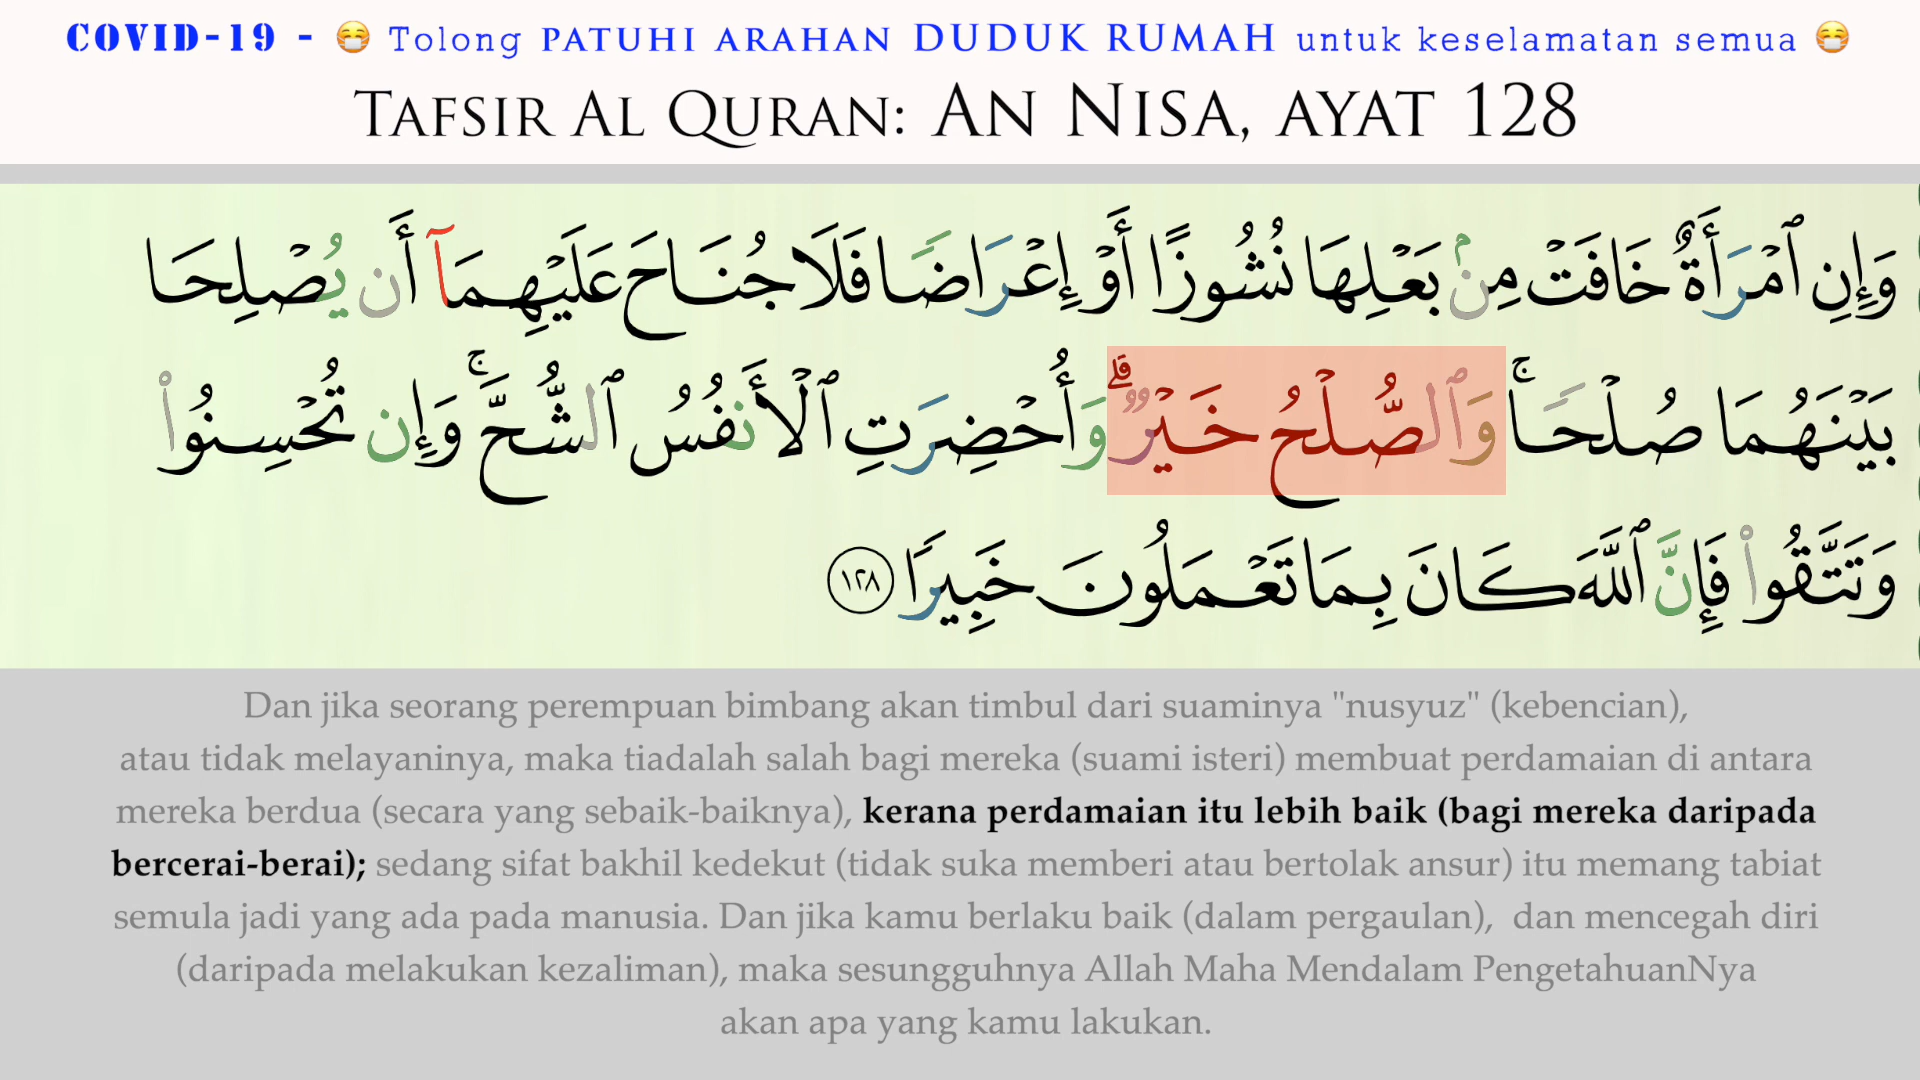 COVID-19 - 😷 Tolong PATUHI ARAHAN DUDUK RUMAH untuk keselamatan semua 😷
TAFSIR AL QURAN: AN NISA, AYAT 128
وَإِنِ ٱمْرَأَةٌ خَافَتْ مِنۢ بَعْلِهَا نُشُوزًا أَوْ إِعْرَاضًا فَلَا جُنَاحَ عَلَيْهِمَآ أَن يُصْلِحَا
بَيْنَهُمَا صُلْحًا ۚ وَٱلصُّلْحُ خَيْرٌ ۗ وَأُحْضِرَتِ ٱلْأَنفُسُ ٱلشُّحَّ ۚ وَإِن تُحْسِنُوا۟
وَتَتَّقُوا۟ فَإِنَّ ٱللَّهَ كَانَ بِمَا تَعْمَلُونَ خَبِيرًا ١٢٨
Dan jika seorang perempuan bimbang akan timbul dari suaminya "nusyuz" (kebencian),
atau tidak melayaninya, maka tiadalah salah bagi mereka (suami isteri) membuat perdamaian di antara
mereka berdua (secara yang sebaik-baiknya), kerana perdamaian itu lebih baik (bagi mereka daripada
bercerai-berai); sedang sifat bakhil kedekut (tidak suka memberi atau bertolak ansur) itu memang tabiat
semula jadi yang ada pada manusia. Dan jika kamu berlaku baik (dalam pergaulan), dan mencegah diri
(daripada melakukan kezaliman), maka sesungguhnya Allah Maha Mendalam PengetahuanNya
akan apa yang kamu lakukan.